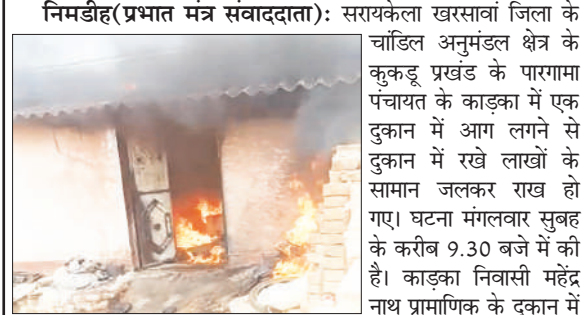 निमडीह(प्रभात मंत्र संवाददाता): सरायकेला खरसावां जिला के
चांडिल अनुमंडल क्षेत्र के
कुकडू प्रखंड के पारगामा
पंचायत के काड़का में एक
दुकान में आग लगने से
दुकान में रखे लाखों के
सामान जलकर राख हो
गए। घटना मंगलवार सुबह
के करीब 9.30 बजे में की
है। काड़का निवासी महेंद्र
नाथ प्रामाणिक के दुकान में